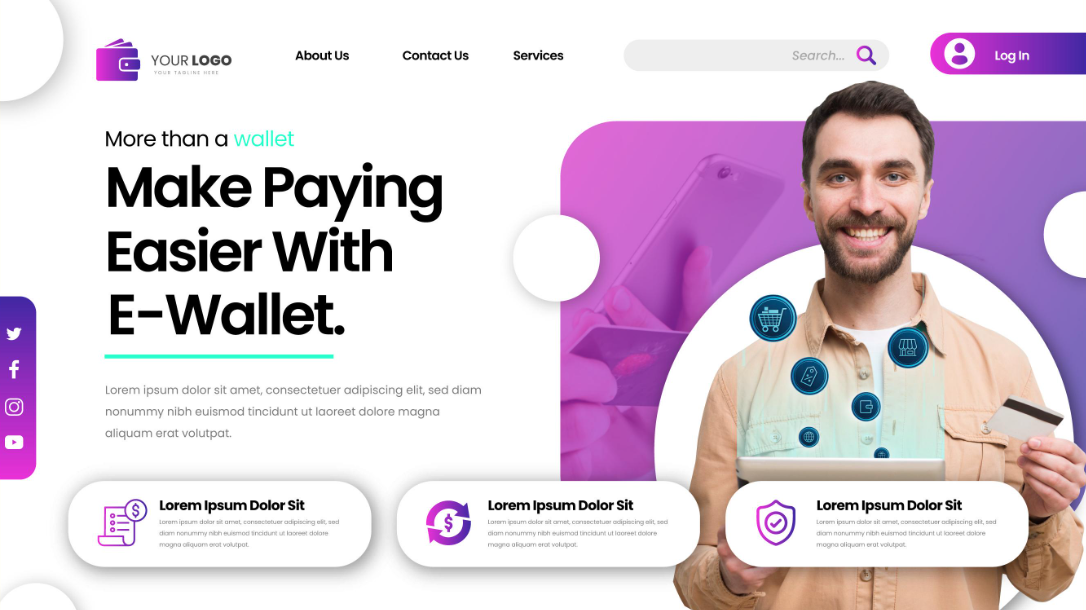 YOUR LOGO
YOUR TAGLINE HERE
About Us
Contact Us
Services
Search...
Log In
More than a wallet
Make Paying
Easier With
E-Wallet.
Lorem ipsum dolor sit amet, consectetuer adipiscing elit, sed diam
nonummy nibh euismod tincidunt ut laoreet dolore magna
aliquam erat volutpat.
Lorem Ipsum Dolor Sit
Lorem ipsum dolor sit amet, consectetur adipiscing elit, sed
diam nonummy nibh euismod tincidunt ut laoreet dolore
magna aliquam erat volutpat.
Lorem Ipsum Dolor Sit
Lorem ipsum dolor sit amet, consectetur adipiscing elit, sed
diam nonummy nibh euismod tincidunt ut laoreet dolore
magna aliquam erat volutpat.
Lorem Ipsum Dolor Sit
Lorem ipsum dolor sit amet, consectetur adipiscing elit, sed
diam nonummy nibh euismod tincidunt ut laoreet dolore
magna aliquam erat volutpat.